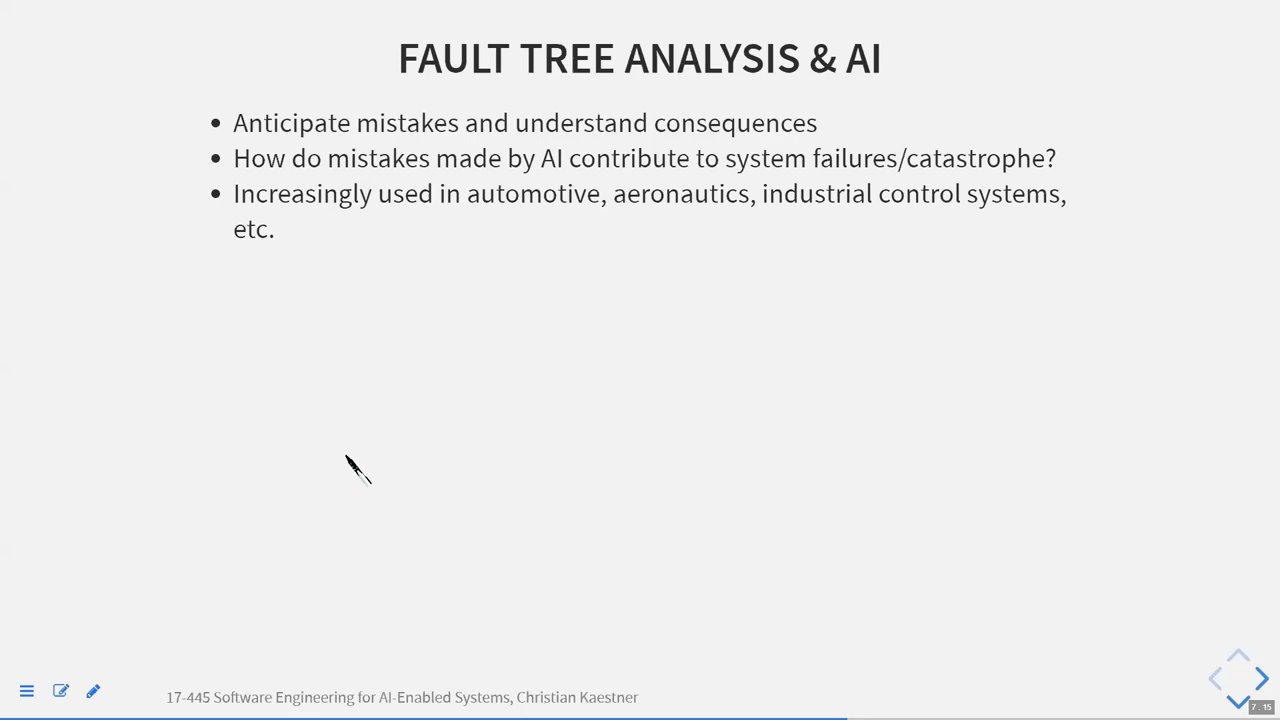 FAULT TREE ANALYSIS & AI
• Anticipate mistakes and understand consequences
• How do mistakes made by AI contribute to system failures/catastrophe?
• Increasingly used in automotive, aeronautics, industrial control systems,
etc.
17-445 Software Engineering for AI-Enabled Systems, Christian Kaestner
7 . 15